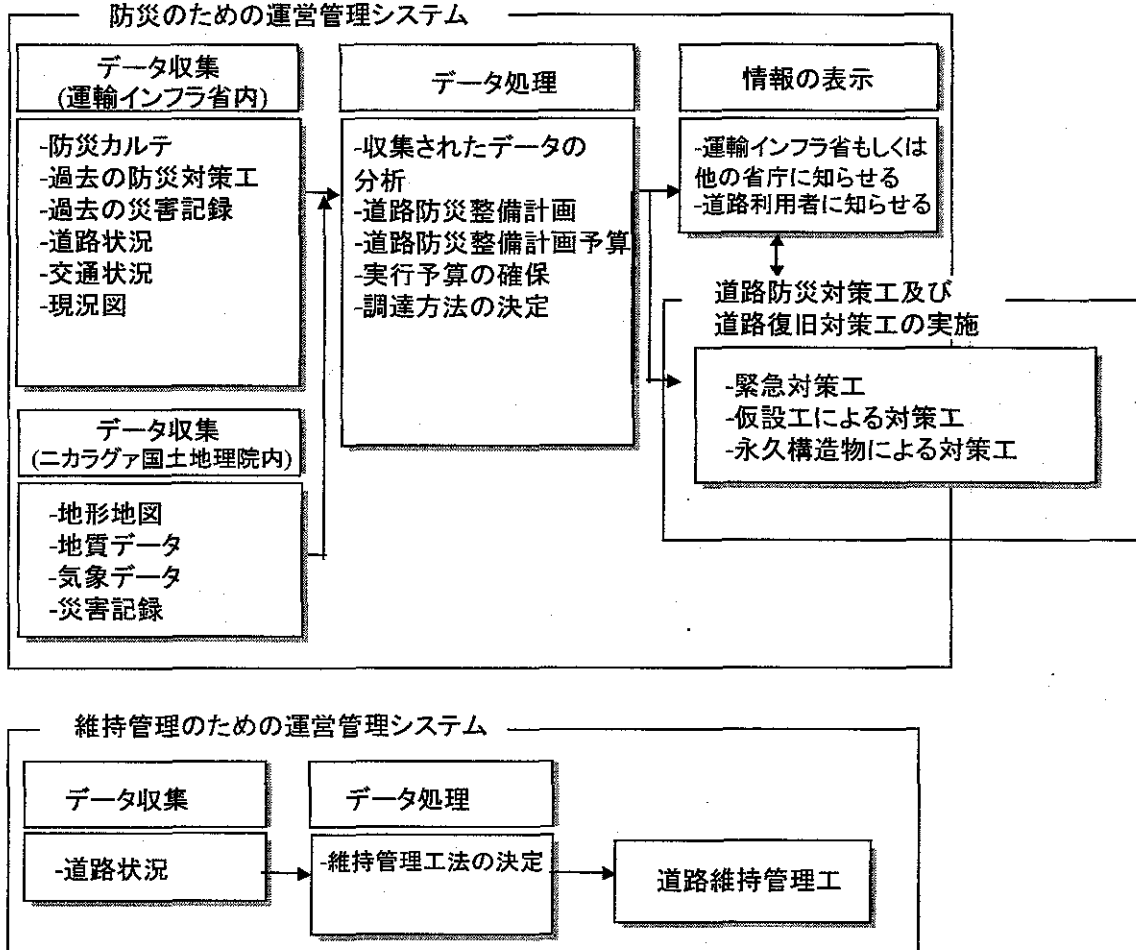 防災のための運営管理システム
データ収集
(運輸インフラ省内)
-防災カルテ
-過去の防災対策工
-過去の災害記録
-道路状況
-交通状況
-現況図
データ収集
(ニカラグァ国土地理院内)
-地形地図
-地質データ
-気象データ
-災害記録
データ処理
-収集されたデータの
分析
-道路防災整備計画
-道路防災整備計画予算
-実行予算の確保
-調達方法の決定
情報の表示
-運輸インフラ省もしくは
他の省庁に知らせる
-道路利用者に知らせる
道路防災対策工及び
道路復旧対策工の実施
-緊急対策工
-仮設工による対策工
-永久構造物による対策工
維持管理のための運営管理システム
データ収集
-道路状況
データ処理
-維持管理工法の決定
道路維持管理工